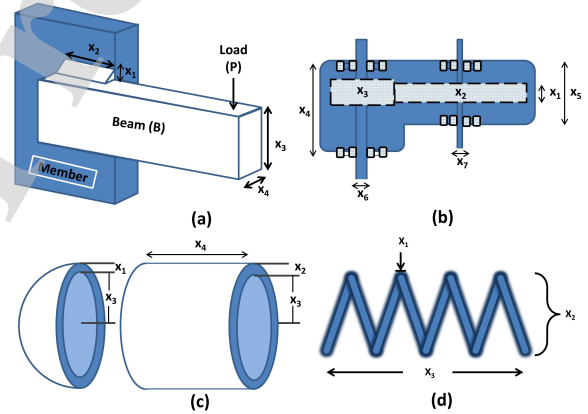 x₂
x₁
Load
(P)
Beam (B)
x₃
x₄
Member
(a)
x₃
x₂
x₁
x₅
x₄
x₇
x₆
(b)
x₁
x₃
x₄
x₂
x₃
(c)
X₁
X₂
X₃
(d)